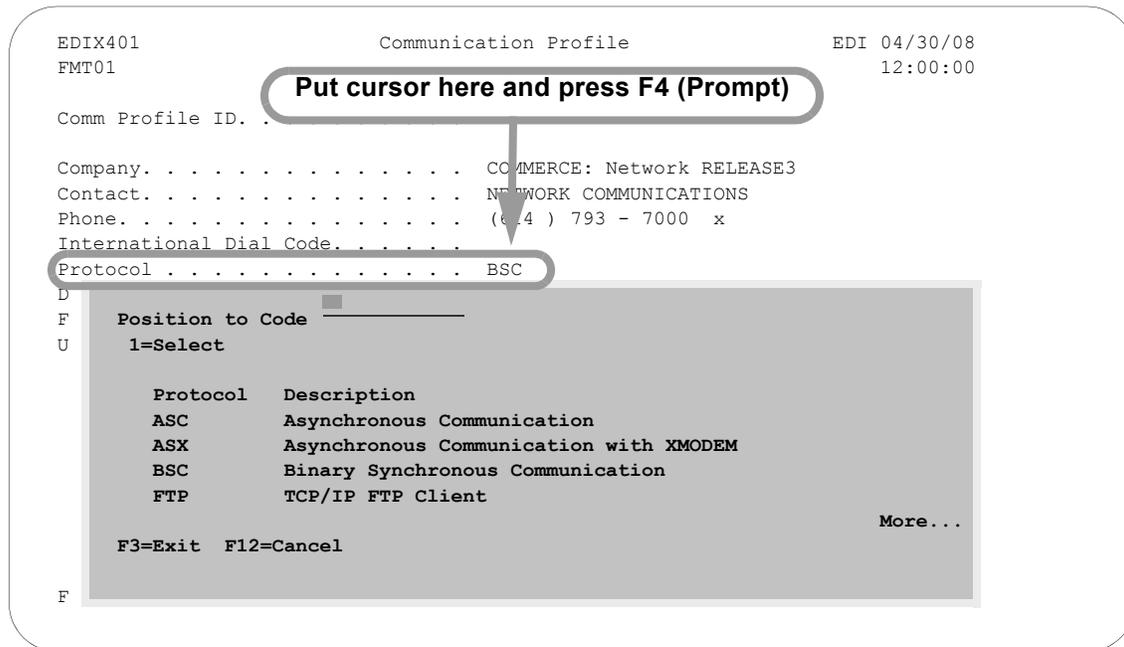 EDIX401 Communication Profile EDI 04/30/08
FMT01 12:00:00
Put cursor here and press F4 (Prompt)
Comm Profile ID. . . . . . . . . .
Company. . . . . . . . . . . . . . COMMERCE: Network RELEASE3
Contact. . . . . . . . . . . . . . NETWORK COMMUNICATIONS
Phone. . . . . . . . . . . . . . . (614 ) 793 - 7000 x
International Dial Code. . . . . .
Protocol . . . . . . . . . . . . . BSC
D
F Position to Code
U 1=Select
Protocol Description
ASC Asynchronous Communication
ASX Asynchronous Communication with XMODEM
BSC Binary Synchronous Communication
FTP TCP/IP FTP Client
More...
F3=Exit F12=Cancel
F